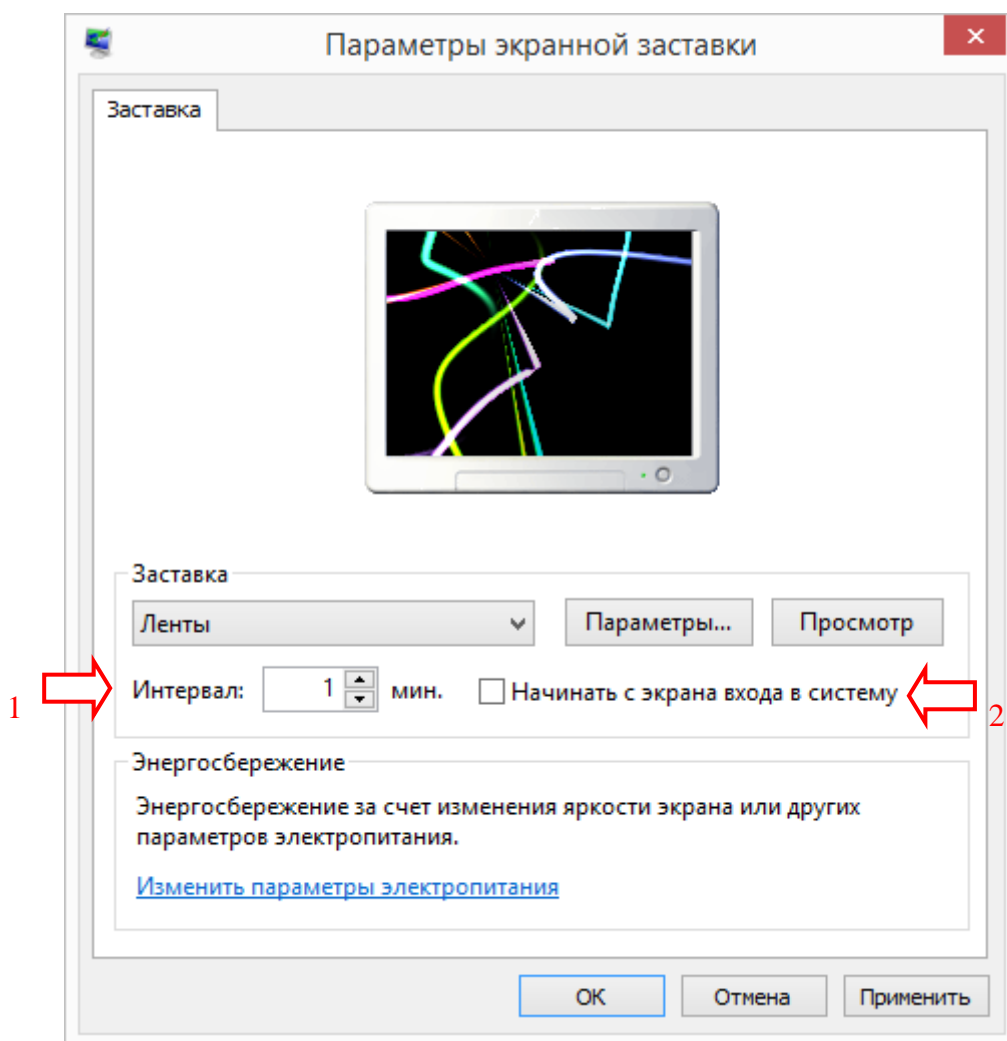 Параметры экранной заставки
Заставка
Заставка
Ленты
Параметры...
Просмотр
1
Интервал: 1 мин.
Начинать с экрана входа в систему
2
Энергосбережение
Энергосбережение за счет изменения яркости экрана или других
параметров электропитания.
Изменить параметры электропитания
ОК
Отмена
Применить